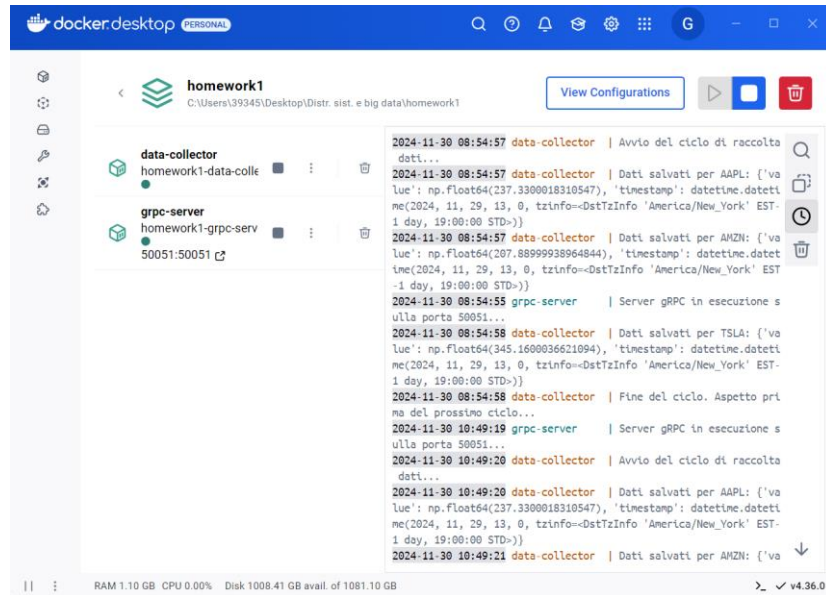 docker.desktop PERSONAL
G
homework1
C:\Users\39345\Desktop\Distr. sist. e big data\homework1
View Configurations
data-collector
homework1-data-colle
grpc-server
homework1-grpc-serv
50051:50051
2024-11-30 08:54:57 data-collector | Avvio del ciclo di raccolta
dati...
2024-11-30 08:54:57 data-collector | Dati salvati per AAPL: {'va
lue': np.float64(237.3300018310547), 'timestamp': datetime.dateti
me(2024, 11, 29, 13, 0, tzinfo=<DstTzInfo 'America/New_York' EST-
1 day, 19:00:00 STD>)}
2024-11-30 08:54:57 data-collector | Dati salvati per AMZN: {'va
lue': np.float64(207.88999938964844), 'timestamp': datetime.datet
ime(2024, 11, 29, 13, 0, tzinfo=<DstTzInfo 'America/New_York' EST
-1 day, 19:00:00 STD>)}
2024-11-30 08:54:55 grpc-server | Server gRPC in esecuzione s
ulla porta 50051...
2024-11-30 08:54:58 data-collector | Dati salvati per TSLA: {'va
lue': np.float64(345.1600036621094), 'timestamp': datetime.dateti
me(2024, 11, 29, 13, 0, tzinfo=<DstTzInfo 'America/New_York' EST-
1 day, 19:00:00 STD>)}
2024-11-30 08:54:58 data-collector | Fine del ciclo. Aspetto pri
ma del prossimo ciclo...
2024-11-30 10:49:19 grpc-server | Server gRPC in esecuzione s
ulla porta 50051...
2024-11-30 10:49:20 data-collector | Avvio del ciclo di raccolta
dati...
2024-11-30 10:49:20 data-collector | Dati salvati per AAPL: {'va
lue': np.float64(237.3300018310547), 'timestamp': datetime.dateti
me(2024, 11, 29, 13, 0, tzinfo=<DstTzInfo 'America/New_York' EST-
1 day, 19:00:00 STD>)}
2024-11-30 10:49:21 data-collector | Dati salvati per AMZN: {'va
RAM 1.10 GB CPU 0.00% Disk 1008.41 GB avail. of 1081.10 GB
v4.36.0